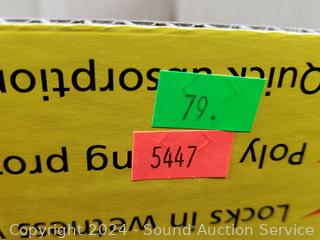 Quick absorption
79.
5447
Poly
ng pro
Locks in wetness
Copyright 2024 - Sound Auction Service